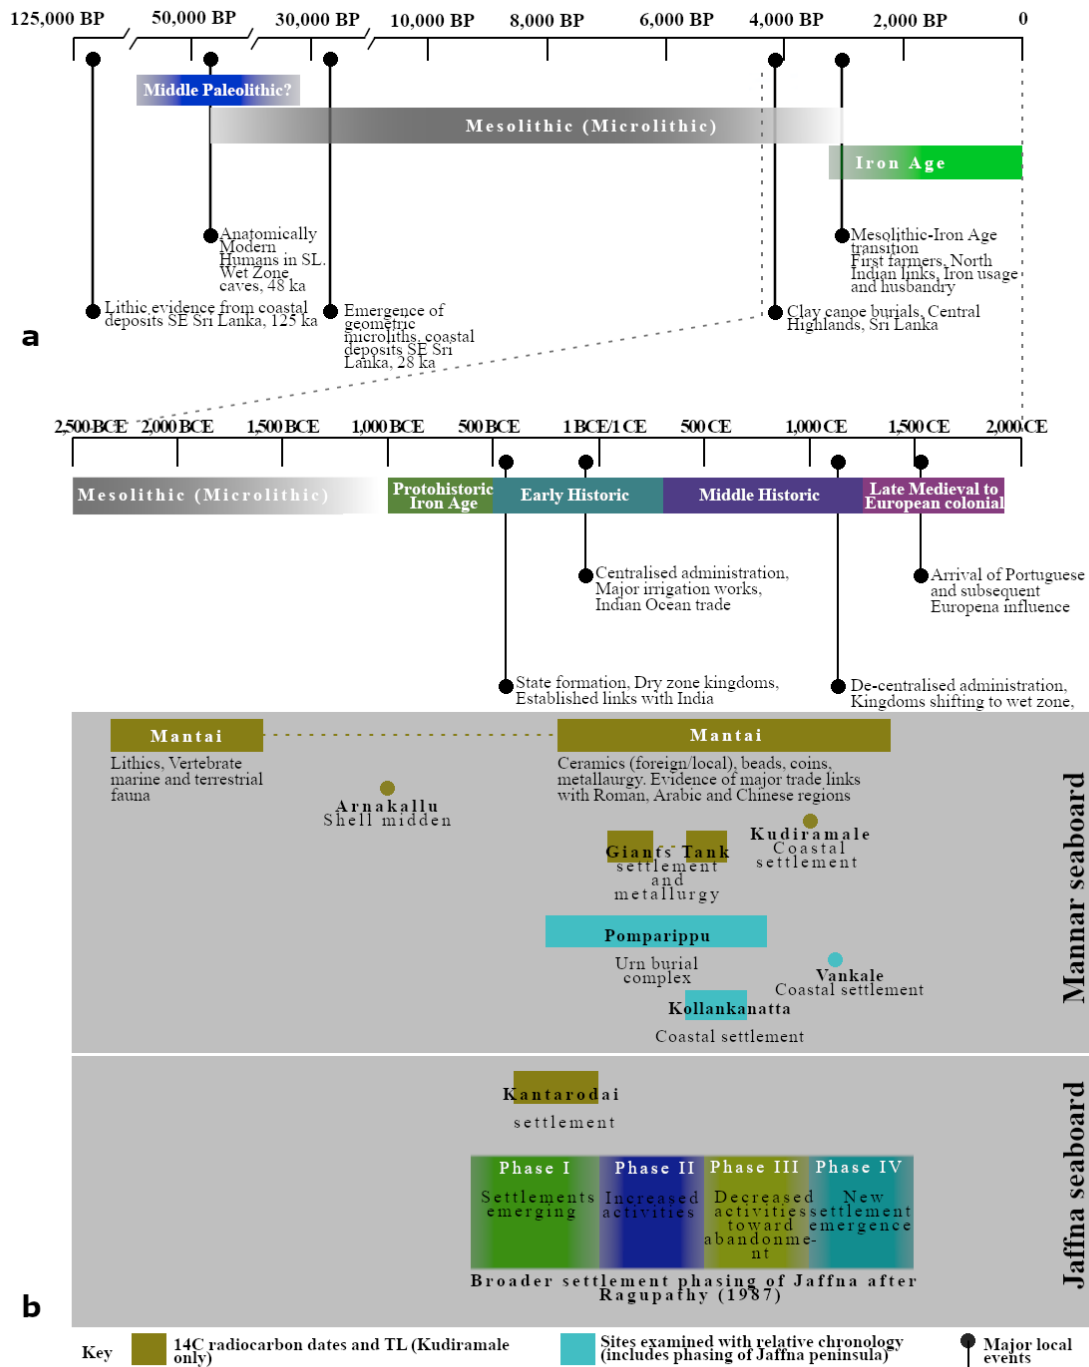 125,000 BP 50,000 BP 30,000 BP 10,000 BP 8,000 BP 6,000 BP 4,000 BP 2,000 BP 0
Middle Paleolithic?
Mesolithic (Microlithic)
Iron Age
Anatomically
Modern
Humans in SL.
Wet Zone
caves, 48 ka
Mesolithic-Iron Age
transition
First farmers, North
Indian links, Iron usage
and husbandry
Lithic evidence from coastal
deposits SE Sri Lanka, 125 ka
Emergence of
geometric
microliths, coastal
deposits SE Sri
Lanka, 28 ka
Clay canoe burials, Central
Highlands, Sri Lanka
a
2,500 BCE 2,000 BCE 1,500 BCE 1,000 BCE 500 BCE 1 BCE/1 CE 500 CE 1,000 CE 1,500 CE 2,000 CE
Mesolithic (Microlithic)
Protohistoric
Iron Age
Early Historic
Middle Historic
Late Medieval to
European colonial
Centralised administration,
Major irrigation works,
Indian Ocean trade
Arrival of Portuguese
and subsequent
Europena influence
State formation, Dry zone kingdoms,
Established links with India
De-centralised administration,
Kingdoms shifting to wet zone,
Mantai
Lithics, Vertebrate
marine and terrestrial
fauna
Mantai
Ceramics (foreign/local), beads, coins,
metallaurgy. Evidence of major trade links
with Roman, Arabic and Chinese regions
Arnakallu
Shell midden
Kudiramale
Coastal
settlement
Giants Tank
settlement
and
metallurgy
Pomparippu
Urn burial
complex
Vankale
Coastal settlement
Kollankanatta
Coastal settlement
Mannar seaboard
Kantarodai
settlement
Phase I
Settlements
emerging
Phase II
Increased
activities
Phase III
Decreased
activities
toward
abandonme-
nt
Phase IV
New
settlement
emergence
Broader settlement phasing of Jaffna after
Ragupathy (1987)
Jaffna seaboard
b
Key
14C radiocarbon dates and TL (Kudiramale
only)
Sites examined with relative chronology
(includes phasing of Jaffna peninsula)
Major local
events